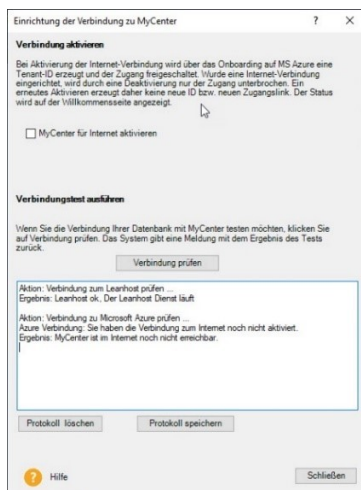 Einrichtung der Verbindung zu MyCenter ? X
Verbindung aktivieren
Bei Aktivierung der Internet-Verbindung wird über das Onboarding auf MS Azure eine
Tenant-ID erzeugt und der Zugang freigeschaltet. Wurde eine Internet-Verbindung
eingerichtet, wird durch eine Deaktivierung nur der Zugang unterbrochen. Ein
erneutes Aktivieren erzeugt daher keine neue ID bzw. neuen Zugangslink. Der Status
wird auf der Willkommensseite angezeigt.
MyCenter für Internet aktivieren
Verbindungstest ausführen
Wenn Sie die Verbindung Ihrer Datenbank mit MyCenter testen möchten, klicken Sie
auf Verbindung prüfen. Das System gibt eine Meldung mit dem Ergebnis des Tests
zurück.
Verbindung prüfen
Aktion: Verbindung zum Leanhost prüfen ...
Ergebnis: Leanhost ok, Der Leanhost Dienst läuft
Aktion: Verbindung zu Microsoft Azure prüfen ...
Azure Verbindung: Sie haben die Verbindung zum Internet noch nicht aktiviert.
Ergebnis: MyCenter ist im Internet noch nicht erreichbar.
Protokoll löschen Protokoll speichern
? Hilfe Schließen